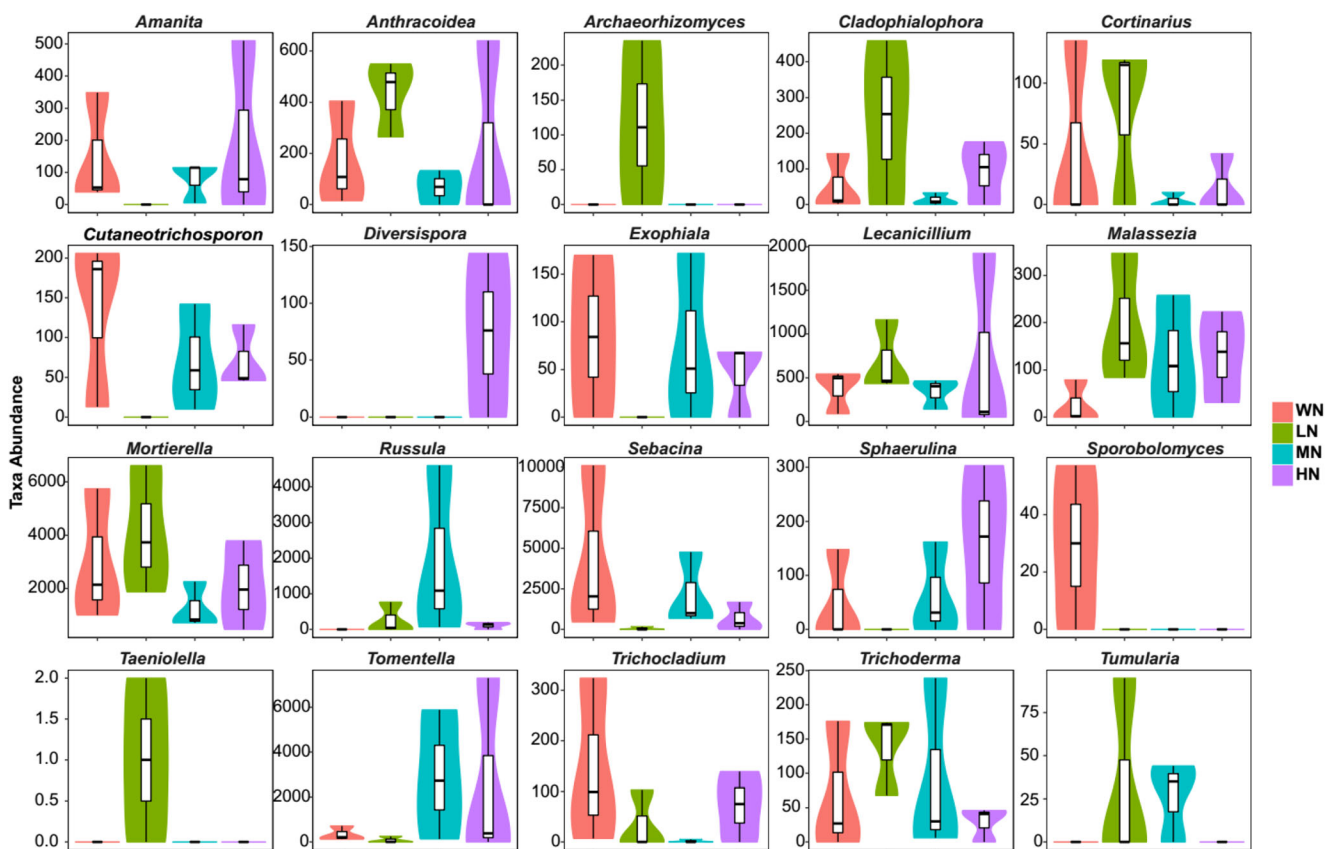 Amanita Anthracoidea Archaeorhizomyces Cladophialophora Cortinarius
500 400 300 200 100 0
600 400 200 0
200 150 100 50 0
400 300 200 100 0
100 50 0
Cutaneotrichosporon Diversispora Exophiala Lecanicillium Malassezia
200 150 100 50 0
150 100 50 0
150 100 50 0
2000 1500 1000 500 0
300 200 100 0
Taxa Abundance
WN
LN
MN
HN
Mortierella Russula Sebacina Sphaerulina Sporobolomyces
6000 4000 2000
4000 3000 2000 1000 0
10000 7500 5000 2500 0
300 200 100 0
40 20 0
Taeniolella Tomentella Trichocladium Trichoderma Tumularia
2.0 1.5 1.0 0.5 0.0
6000 4000 2000 0
300 200 100 0
250 200 150 100 50 0
75 50 25 0